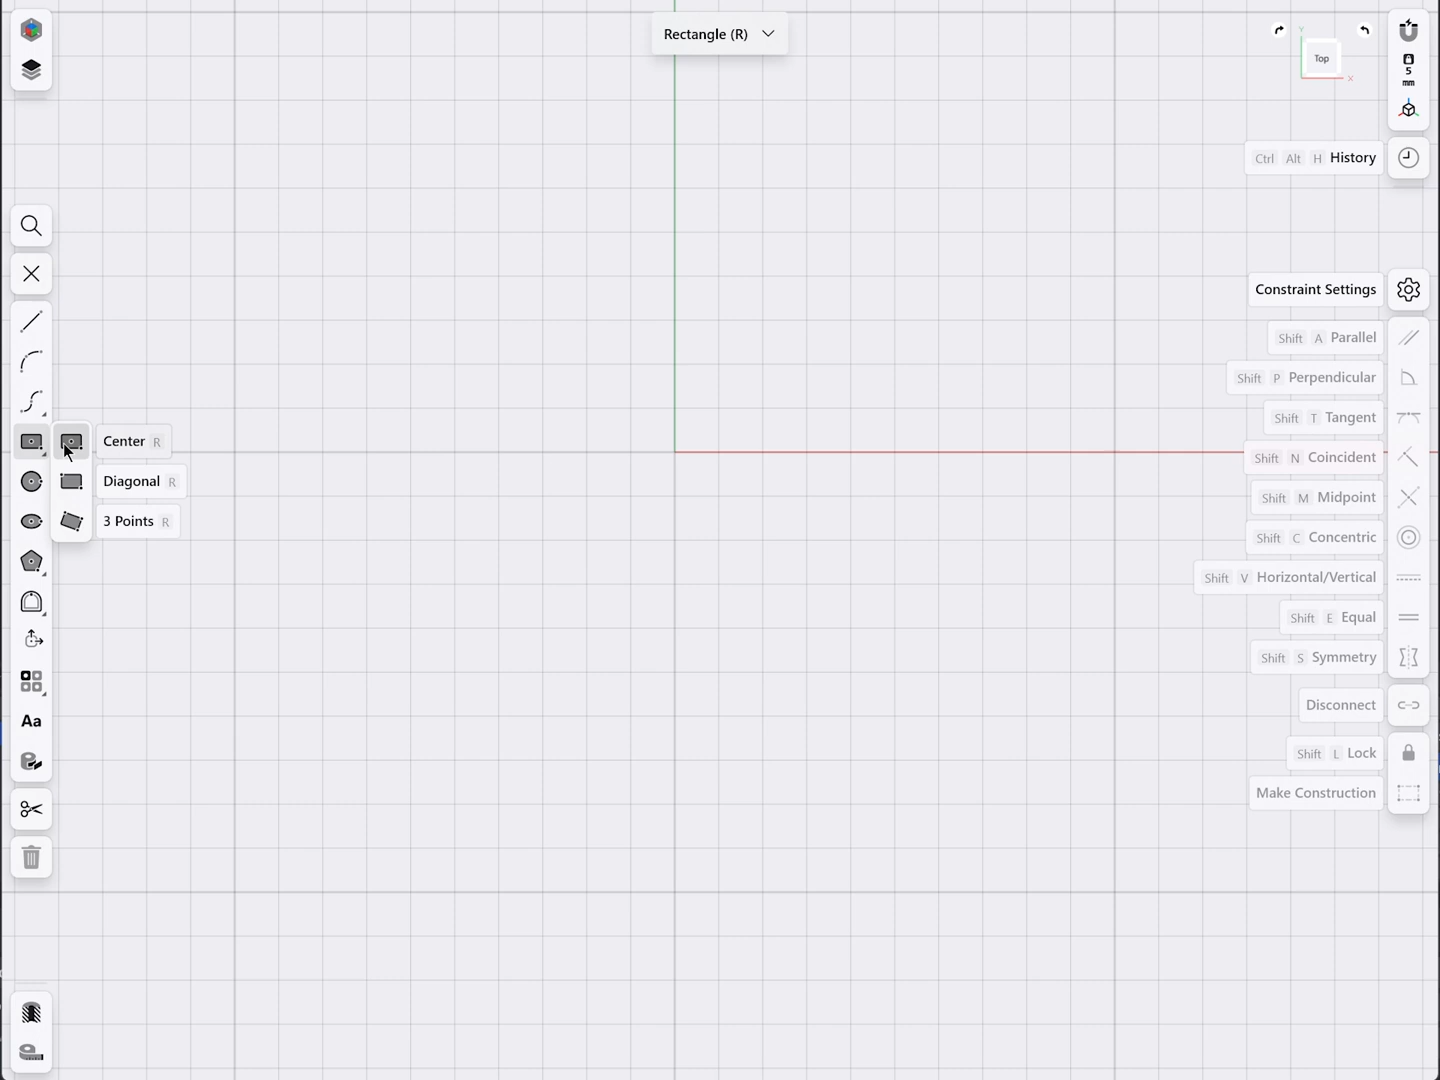 Rectangle (R)
Y
Top
X
5
mm
Ctrl Alt H History
Constraint Settings
Shift A Parallel
Shift P Perpendicular
Shift T Tangent
Center R
Shift N Coincident
Diagonal R
Shift M Midpoint
3 Points R
Shift C Concentric
Shift V Horizontal/Vertical
Shift E Equal
Shift S Symmetry
Disconnect
Aa
Shift L Lock
Make Construction